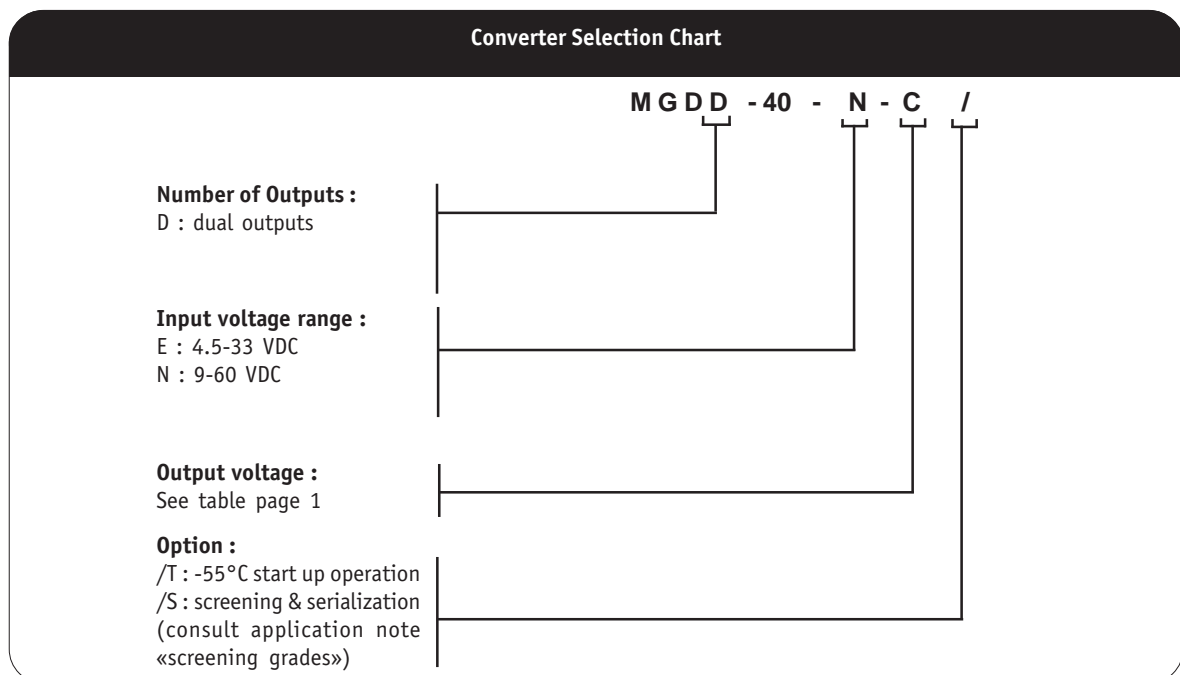 Converter Selection Chart
M G D D - 40 - N - C /
Number of Outputs :
D : dual outputs
Input voltage range :
E : 4.5-33 VDC
N : 9-60 VDC
Output voltage :
See table page 1
Option :
/T : -55°C start up operation
/S : screening & serialization
(consult application note
«screening grades»)